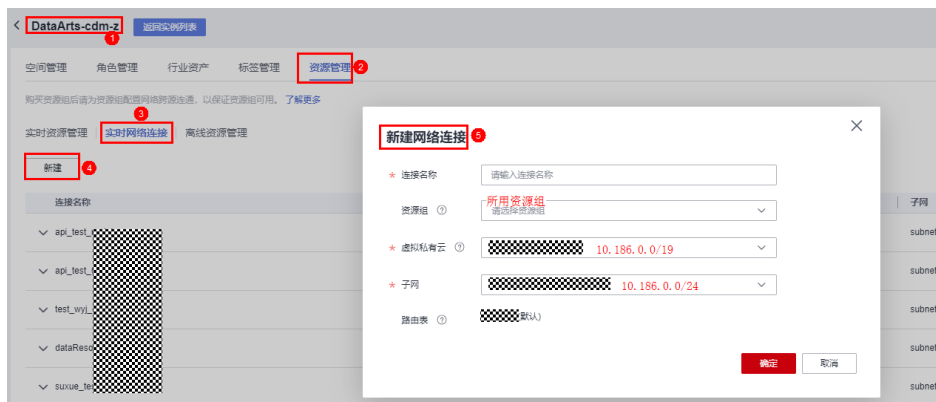 DataArts-cdm-z 返回实例列表
1
空间管理 角色管理 行业资产 标签管理 资源管理 2
购买资源组后请为资源组配置网络跨源连通,以保证资源组可用。 了解更多
3
实时资源管理 实时网络连接 离线资源管理
新建 4
连接名称 子网
api_test_ subnet
api_test_ subnet
test_wyj_ subnet
dataReso subnet
suxue_te subnet
新建网络连接 5
* 连接名称 请输入连接名称
所用资源组
资源组 请选择资源组
* 虚拟私有云 10.186.0.0/19
* 子网 10.186.0.0/24
路由表 默认)
确定 取消